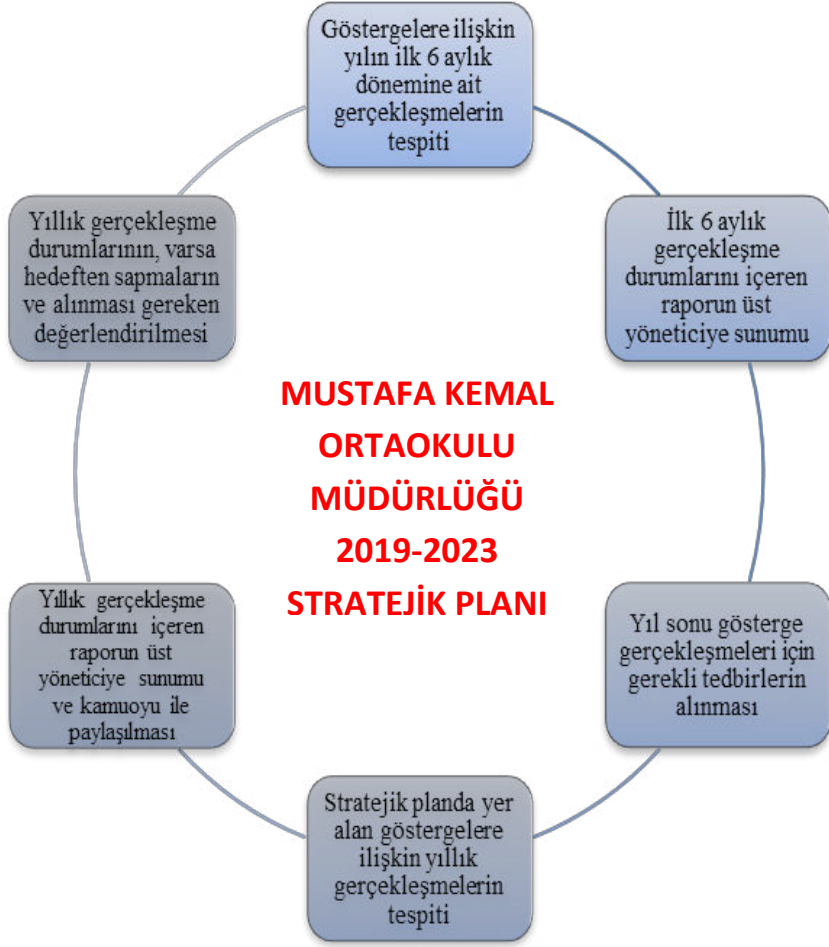 Göstergelere ilişkin
yılın ilk 6 aylık
dönemine ait
gerçekleşmelerin
tespiti
İlk 6 aylık
gerçekleşme
durumlarını içeren
raporun üst
yöneticiye sunumu
Yıl sonu gösterge
gerçekleşmeleri için
gerekli tedbirlerin
alınması
Stratejik planda yer
alan göstergelere
ilişkin yıllık
gerçekleşmelerin
tespiti
Yıllık gerçekleşme
durumlarını içeren
raporun üst
yöneticiye sunumu
ve kamuoyu ile
paylaşılması
Yıllık gerçekleşme
durumlarının, varsa
hedeften sapmaların
ve alınması gereken
değerlendirilmesi
MUSTAFA KEMAL
ORTAOKULU
MÜDÜRLÜĞÜ
2019-2023
STRATEJİK PLANI